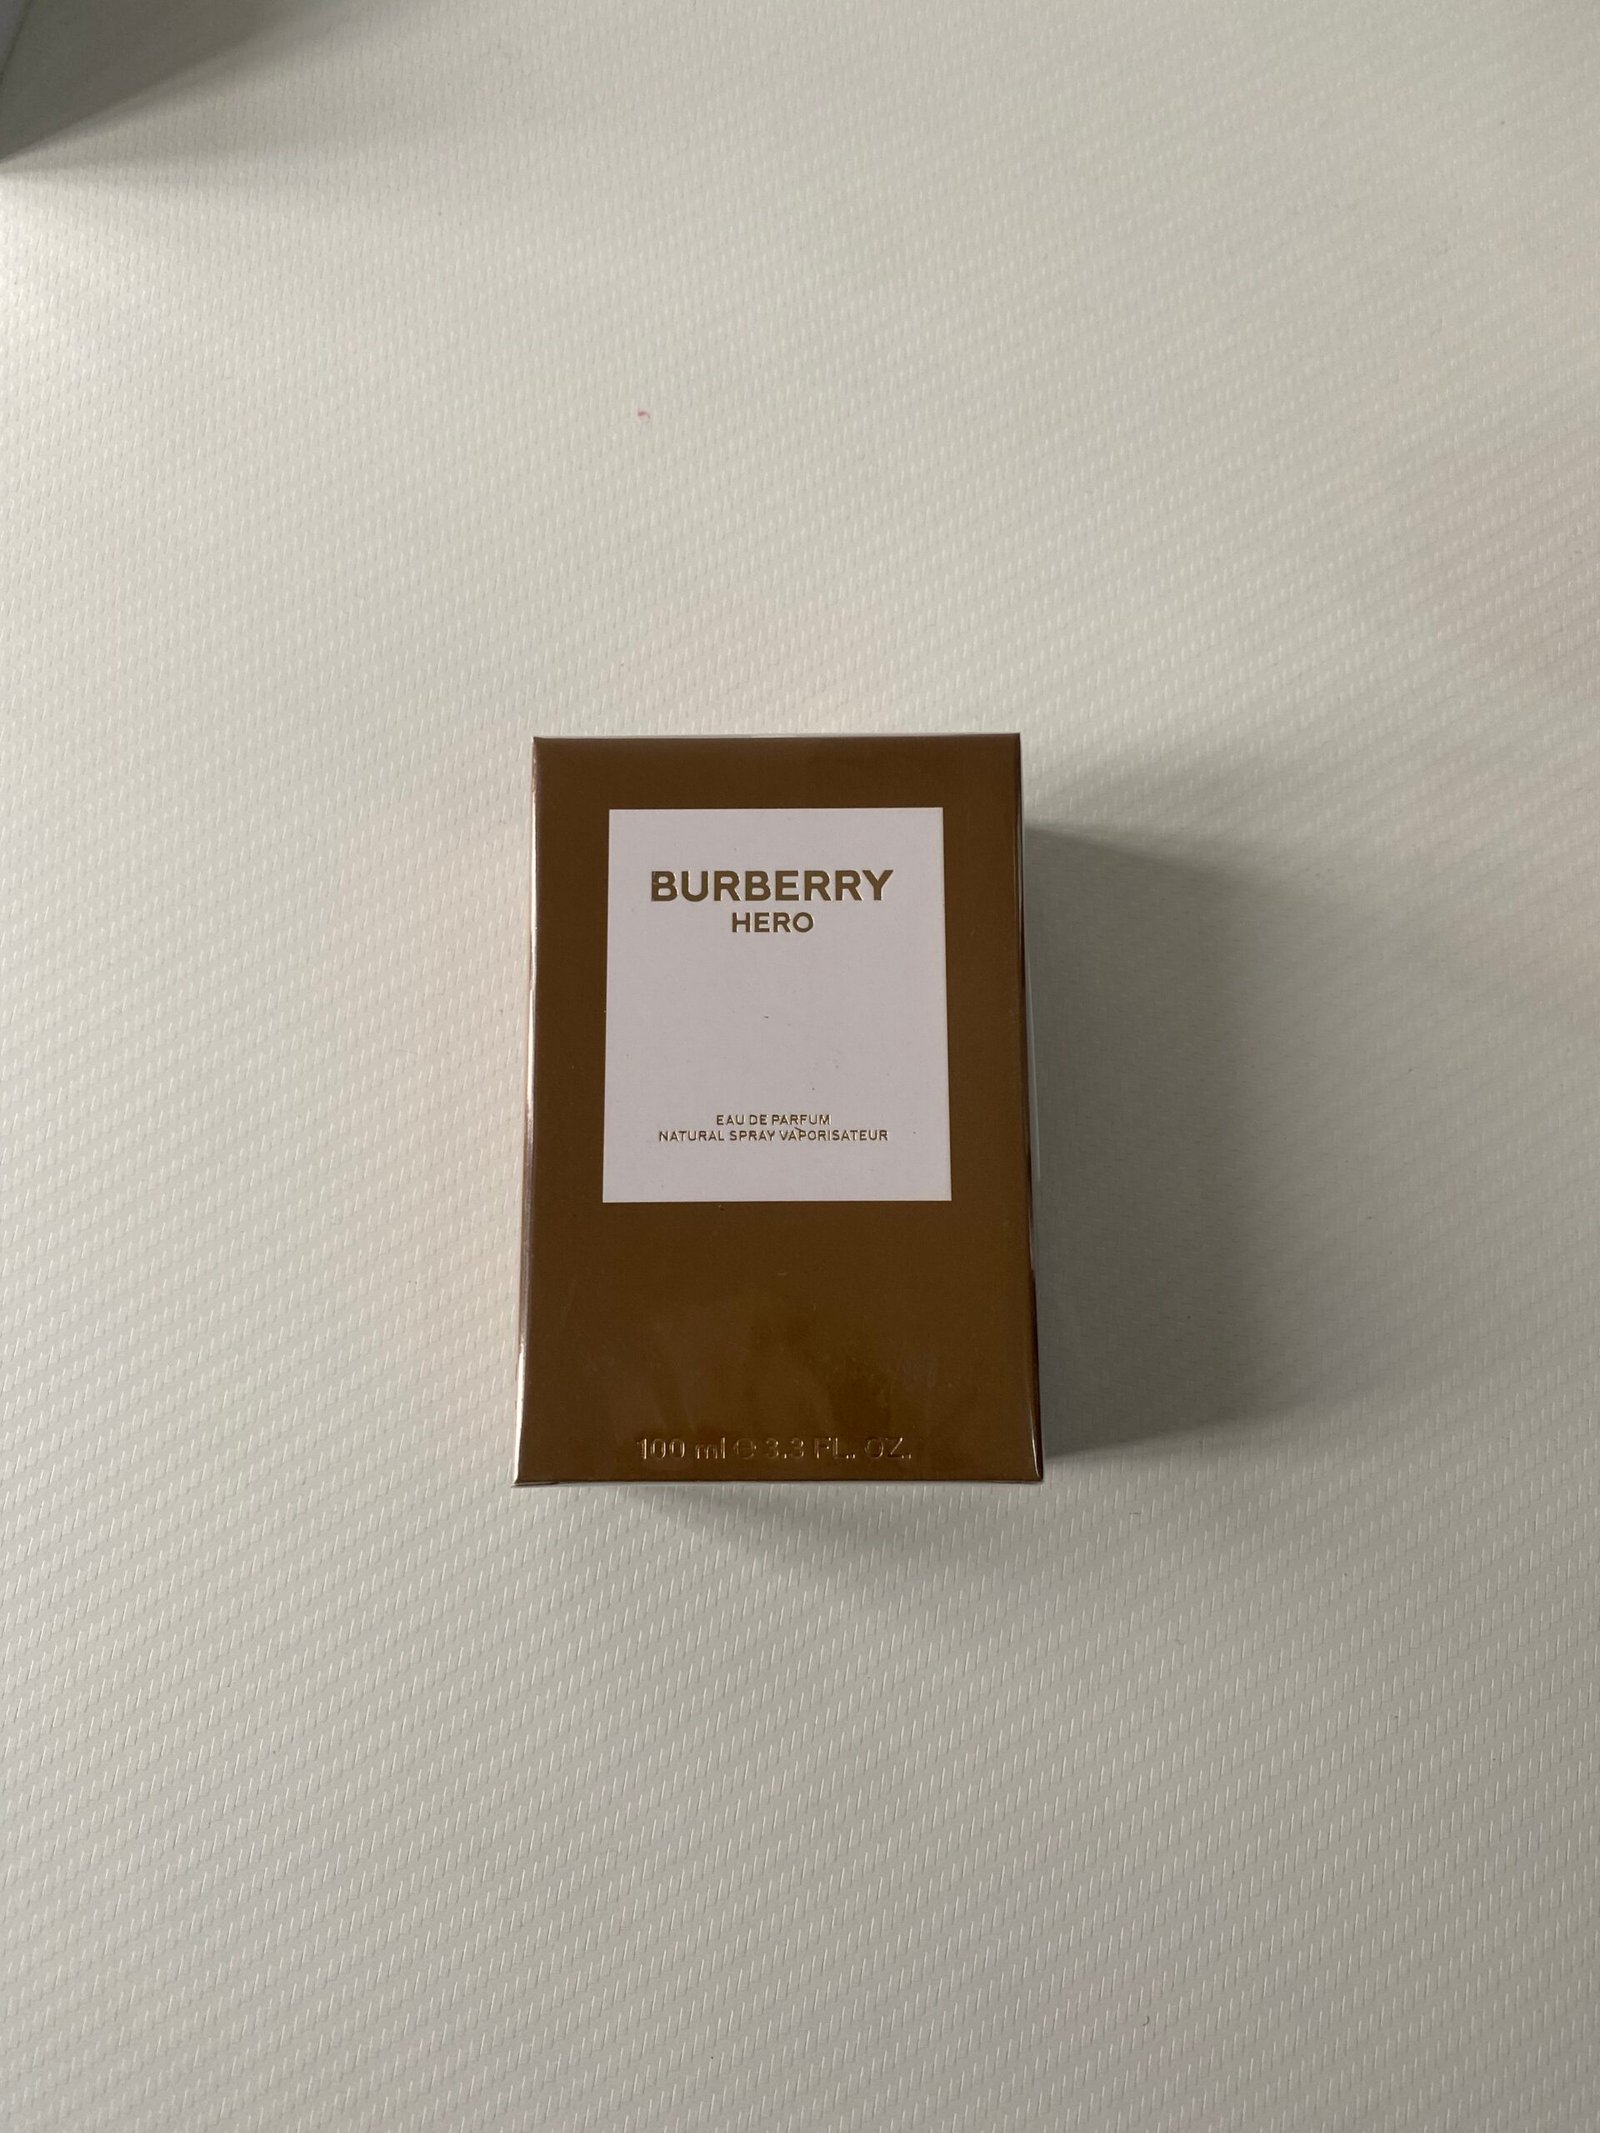 BURBERRY
HERO
EAU DE PARFUM
NATURAL SPRAY VAPORISATEUR
100 ml ℮ 3.3 FL. OZ.